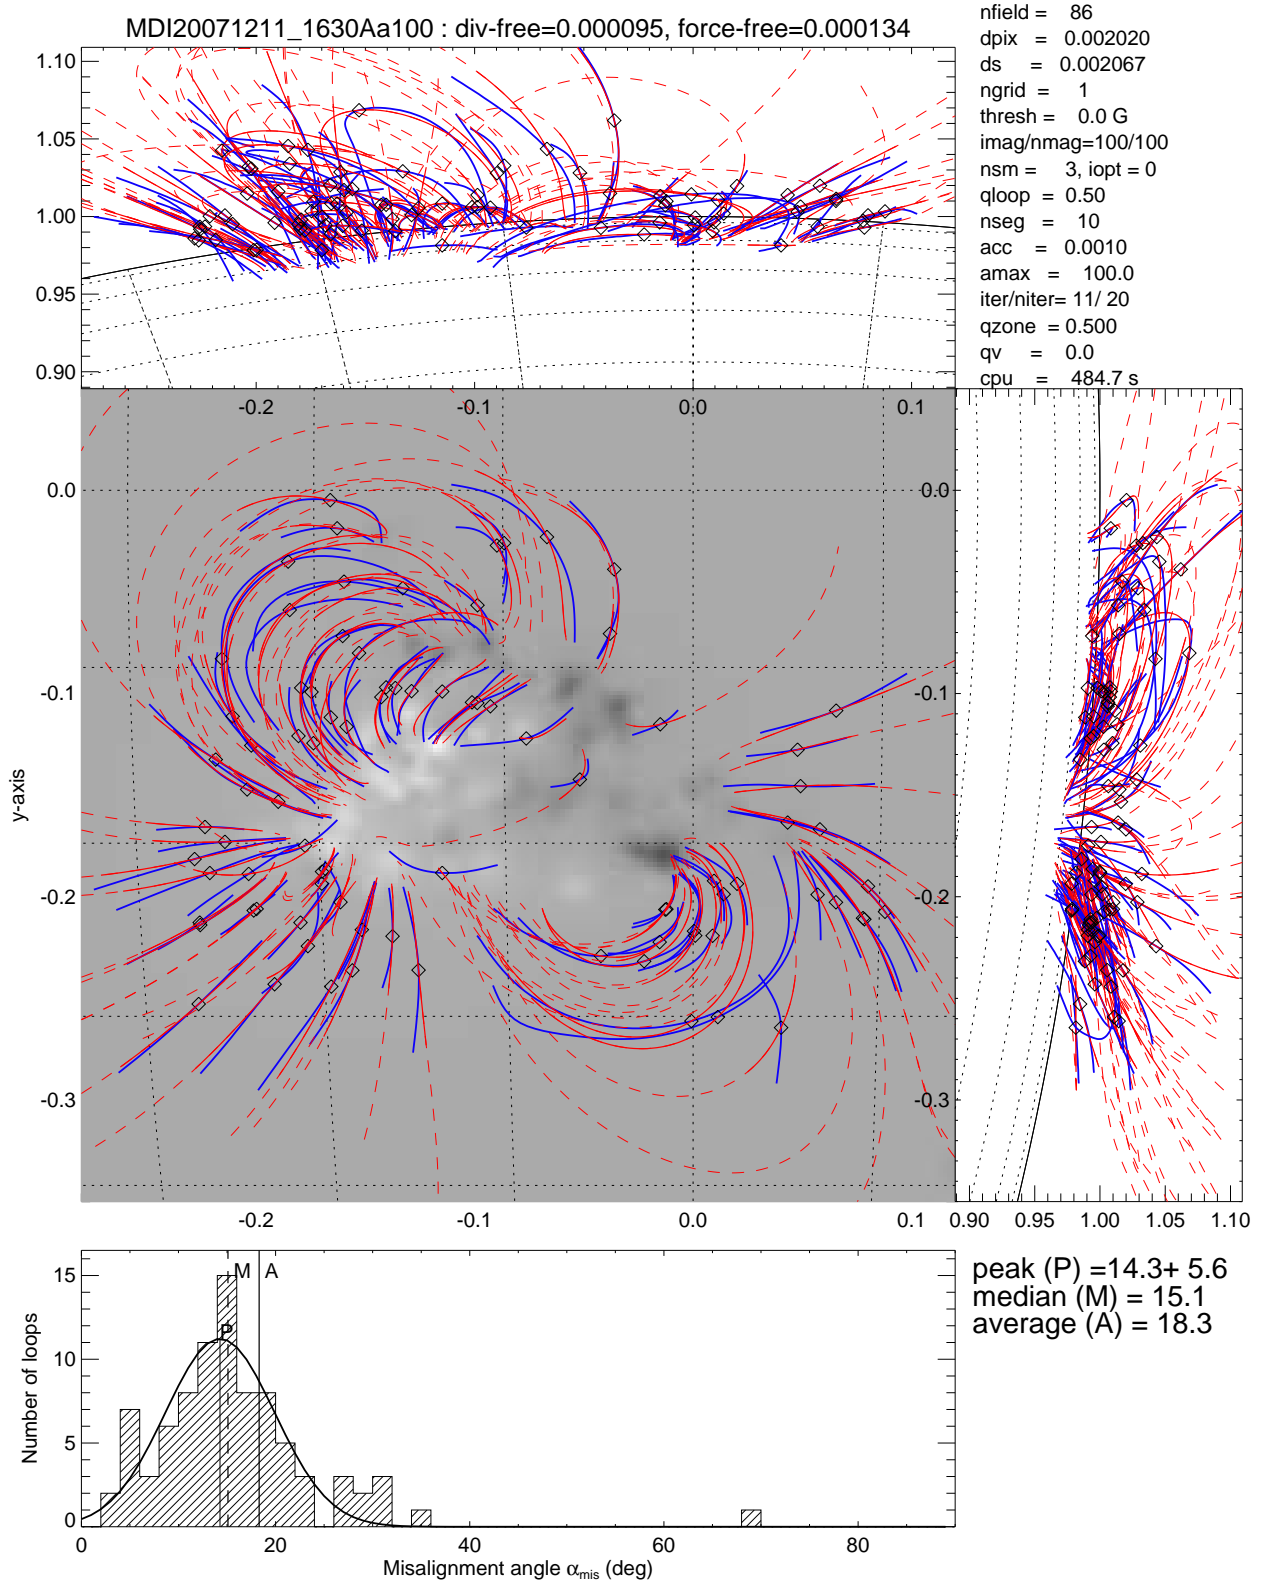 MDI20071211_1630Aa100 : div-free=0.000095, force-free=0.000134
nfield = 86
dpix = 0.002020
ds = 0.002067
ngrid = 1
thresh = 0.0 G
imag/nmag=100/100
nsm = 3, iopt = 0
qloop = 0.50
nseg = 10
acc = 0.0010
amax = 100.0
iter/niter= 11/ 20
qzone = 0.500
qv = 0.0
cpu = 484.7 s
1.10
1.05
1.00
0.95
0.90
-0.2 -0.1 0.0 0.1
0.0 0.0
-0.1 -0.1
y-axis
-0.2 -0.2
-0.3 -0.3
-0.2 -0.1 0.0 0.1
0.90 0.95 1.00 1.05 1.10
peak (P) =14.3+ 5.6
median (M) = 15.1
average (A) = 18.3
M A
P
15
10
5
0
Number of loops
0 20 40 60 80
Misalignment angle αmis (deg)